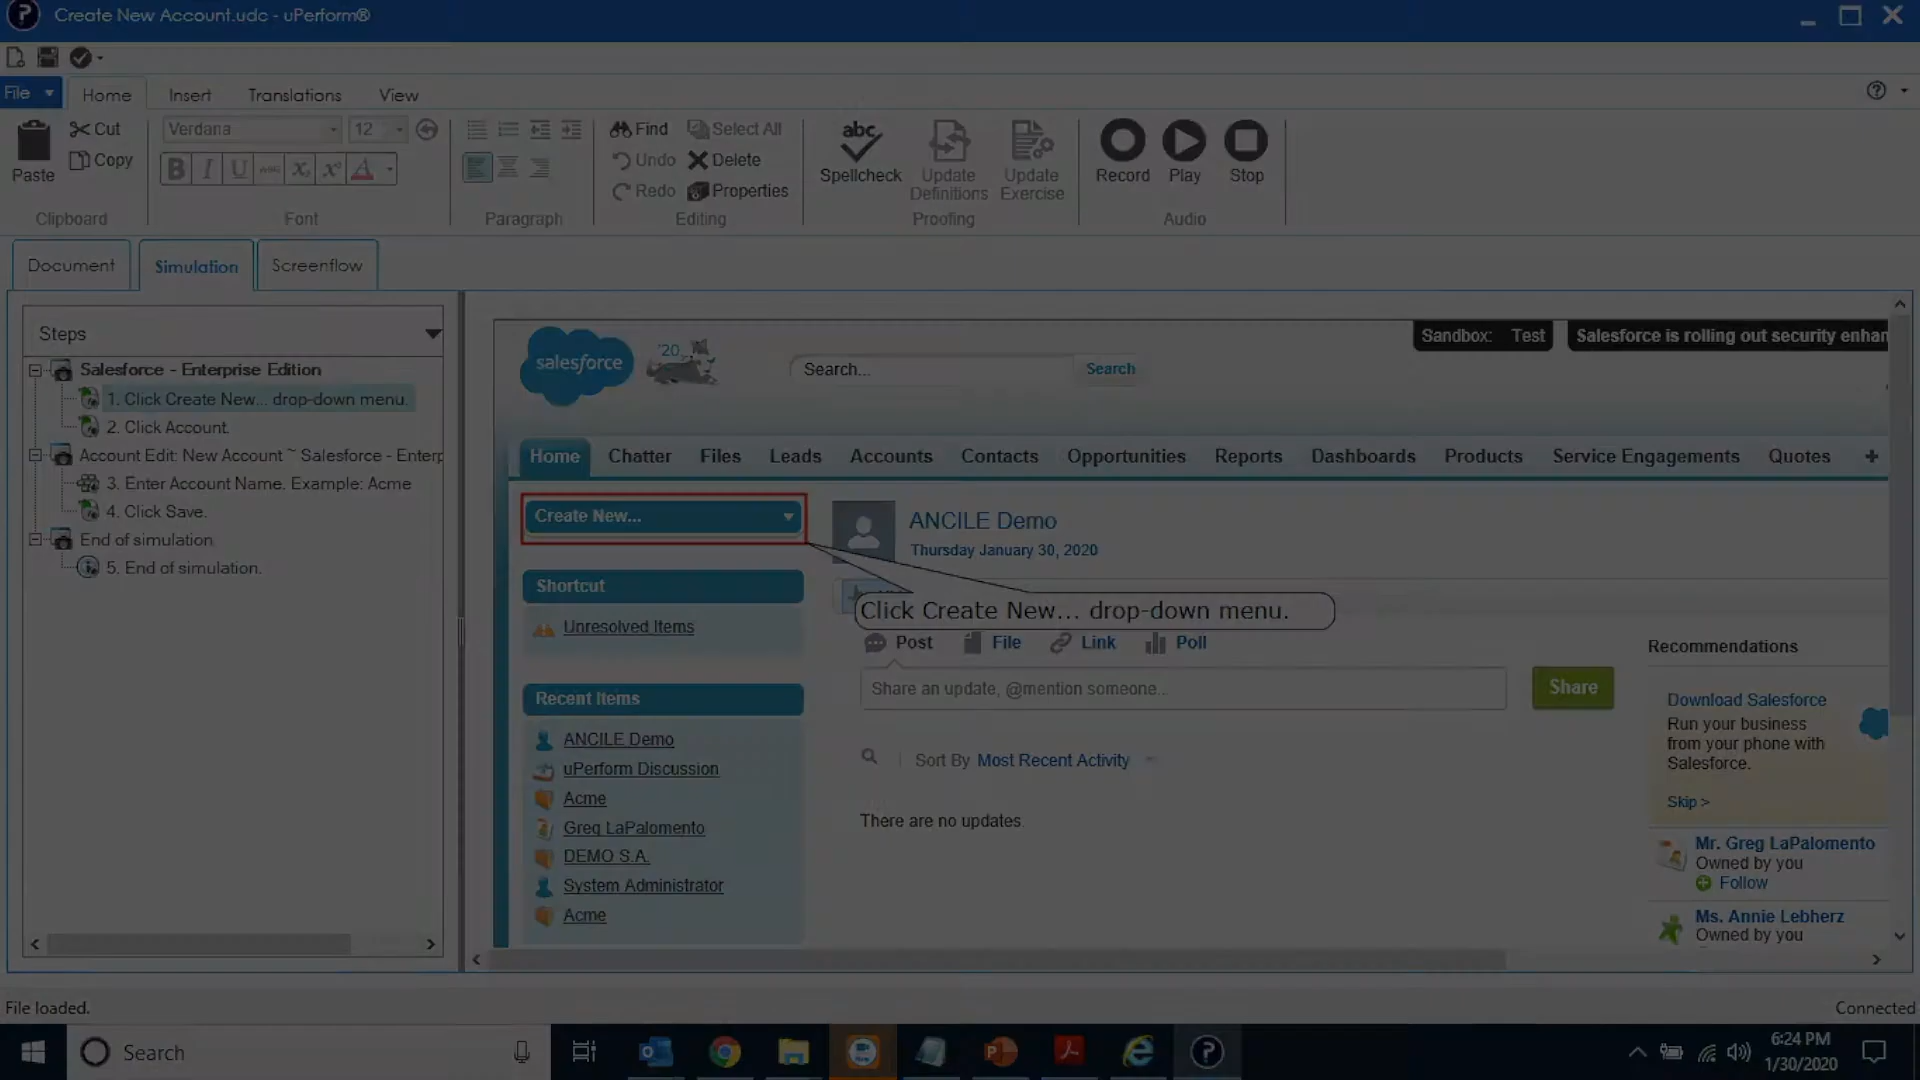 Create New Account.udc - uPerform®
File
Home
Insert
Translations
View
Paste
Cut
Copy
Clipboard
Verdana
12
B I U abc X₂ X² A
Font
Paragraph
Find
Select All
Undo
Delete
Redo
Properties
Editing
abc
Spellcheck
Update
Definitions
Update
Exercise
Proofing
Record
Play
Stop
Audio
Document
Simulation
Screenflow
Steps
Salesforce - Enterprise Edition
1. Click Create New... drop-down menu.
2. Click Account.
Account Edit: New Account ~ Salesforce - Enterp
3. Enter Account Name. Example: Acme
4. Click Save.
End of simulation
5. End of simulation.
salesforce
'20
Search...
Search
Sandbox: Test
Salesforce is rolling out security enhan
Home
Chatter
Files
Leads
Accounts
Contacts
Opportunities
Reports
Dashboards
Products
Service Engagements
Quotes
+
Create New...
ANCILE Demo
Thursday January 30, 2020
Click Create New... drop-down menu.
Shortcut
Unresolved Items
Post
File
Link
Poll
Share an update, @mention someone..
Share
Recent Items
ANCILE Demo
uPerform Discussion
Acme
Greg LaPalomento
DEMO S.A.
System Administrator
Acme
Sort By Most Recent Activity
There are no updates.
Recommendations
Download Salesforce
Run your business
from your phone with
Salesforce.
Skip >
Mr. Greg LaPalomento
Owned by you
Follow
Ms. Annie Lebherz
Owned by you
File loaded.
Connected
Search
6:24 PM
1/30/2020